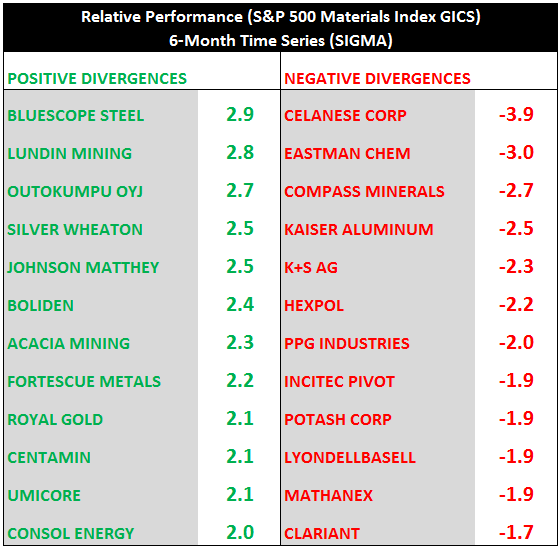 Relative Performance (S&P 500 Materials Index GICS)
6-Month Time Series (SIGMA)
POSITIVE DIVERGENCES NEGATIVE DIVERGENCES
BLUESCOPE STEEL 2.9 CELANESE CORP -3.9
LUNDIN MINING 2.8 EASTMAN CHEM -3.0
OUTOKUMPU OYJ 2.7 COMPASS MINERALS -2.7
SILVER WHEATON 2.5 KAISER ALUMINUM -2.5
JOHNSON MATTHEY 2.5 K+S AG -2.3
BOLIDEN 2.4 HEXPOL -2.2
ACACIA MINING 2.3 PPG INDUSTRIES -2.0
FORTESCUE METALS 2.2 INCITEC PIVOT -1.9
ROYAL GOLD 2.1 POTASH CORP -1.9
CENTAMIN 2.1 LYONDELLBASELL -1.9
UMICORE 2.1 MATHANEX -1.9
CONSOL ENERGY 2.0 CLARIANT -1.7